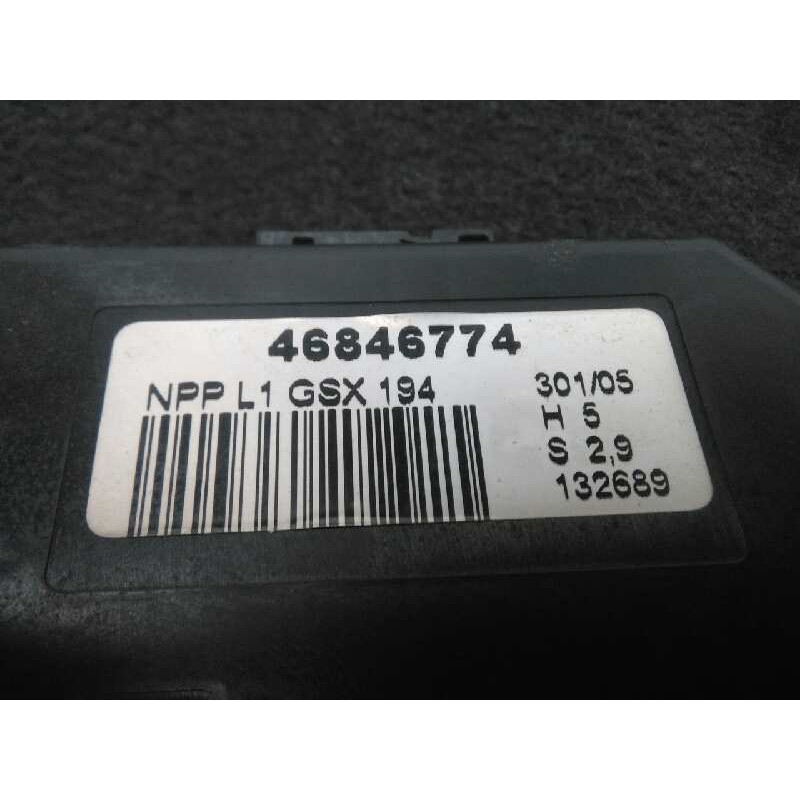 46846774
NPP L1 GSX 194
301/05
H 5
S 2,9
132689